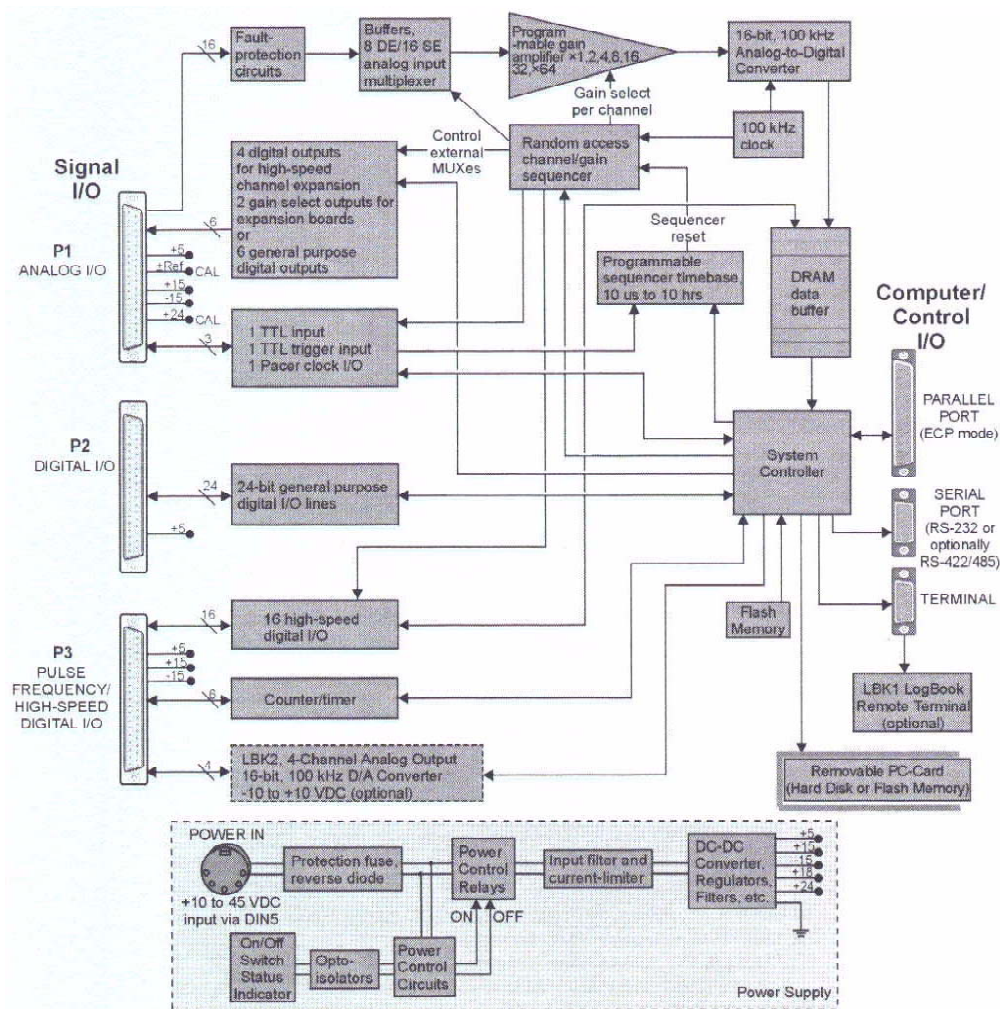 16
Fault-
protection
circuits
Buffers,
8 DE/16 SE
analog input
multiplexer
Program
-mable gain
amplifier ×1,2,4,8,16
32,×64
16-bit, 100 kHz
Analog-to-Digital
Converter
Gain select
per channel
100 kHz
clock
Control
external
MUXes
Random access
channel/gain
sequencer
Signal
I/O
4 digital outputs
for high-speed
channel expansion
2 gain select outputs for
expansion boards
or
6 general purpose
digital outputs
6
P1
ANALOG I/O
+5
±Ref
CAL
+15
-15
+24
CAL
3
Sequencer
reset
Programmable
sequencer timebase,
10 us to 10 hrs
DRAM
data
buffer
Computer/
Control
I/O
1 TTL input
1 TTL trigger input
1 Pacer clock I/O
PARALLEL
PORT
(ECP mode)
System
Controller
P2
DIGITAL I/O
24
24-bit general purpose
digital I/O lines
+5
SERIAL
PORT
(RS-232 or
optionally
RS-422/485)
TERMINAL
Flash
Memory
16
16 high-speed
digital I/O
P3
PULSE
FREQUENCY/
HIGH-SPEED
DIGITAL I/O
+5
+15
-15
6
Counter/timer
LBK1 LogBook
Remote Terminal
(optional)
4
LBK2, 4-Channel Analog Output
16-bit, 100 kHz D/A Converter
-10 to +10 VDC (optional)
Removable PC-Card
(Hard Disk or Flash Memory)
POWER IN
+10 to 45 VDC
input via DIN5
Protection fuse,
reverse diode
Power
Control
Relays
Input filter and
current-limiter
DC-DC
Converter,
Regulators,
Filters, etc.
+5
+15
15
+18
+24
ON
OFF
On/Off
Switch
Status
Indicator
Opto-
isolators
Power
Control
Circuits
Power Supply